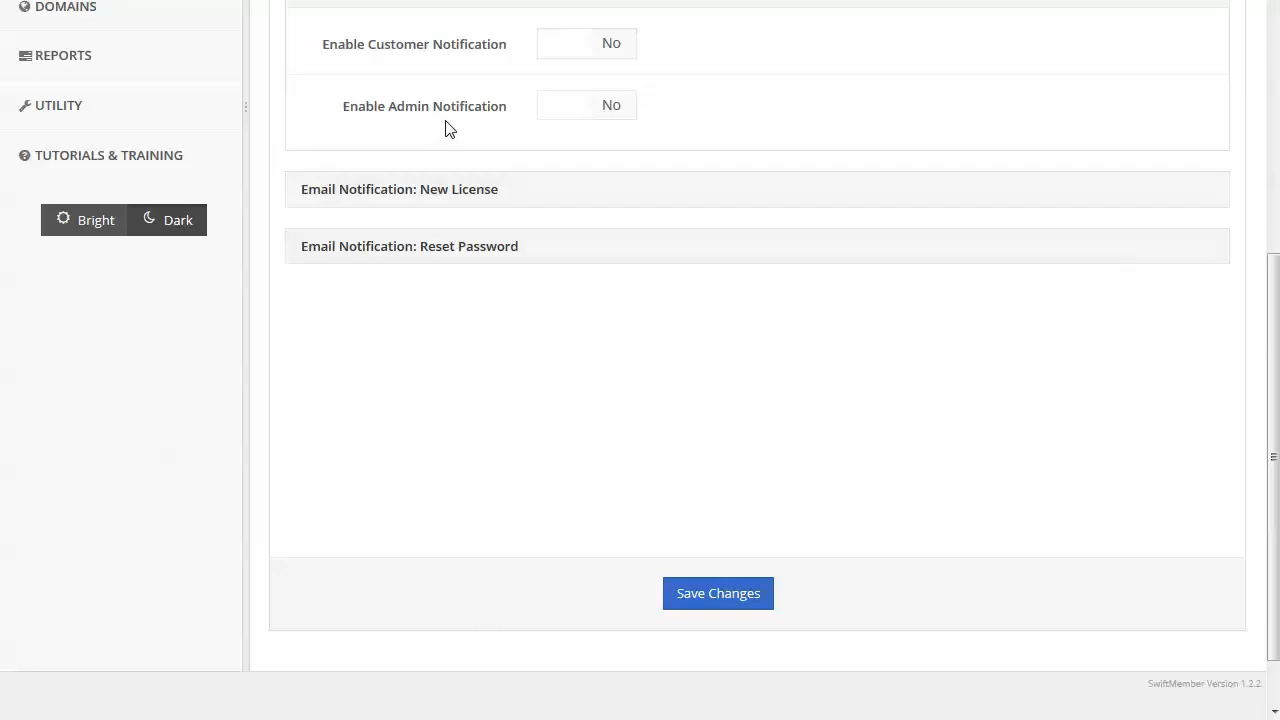 DOMAINS
REPORTS
UTILITY
TUTORIALS & TRAINING
Bright
Dark
Enable Customer Notification
No
Enable Admin Notification
No
Email Notification: New License
Email Notification: Reset Password
Save Changes
SwiftMember Version 1.2.2